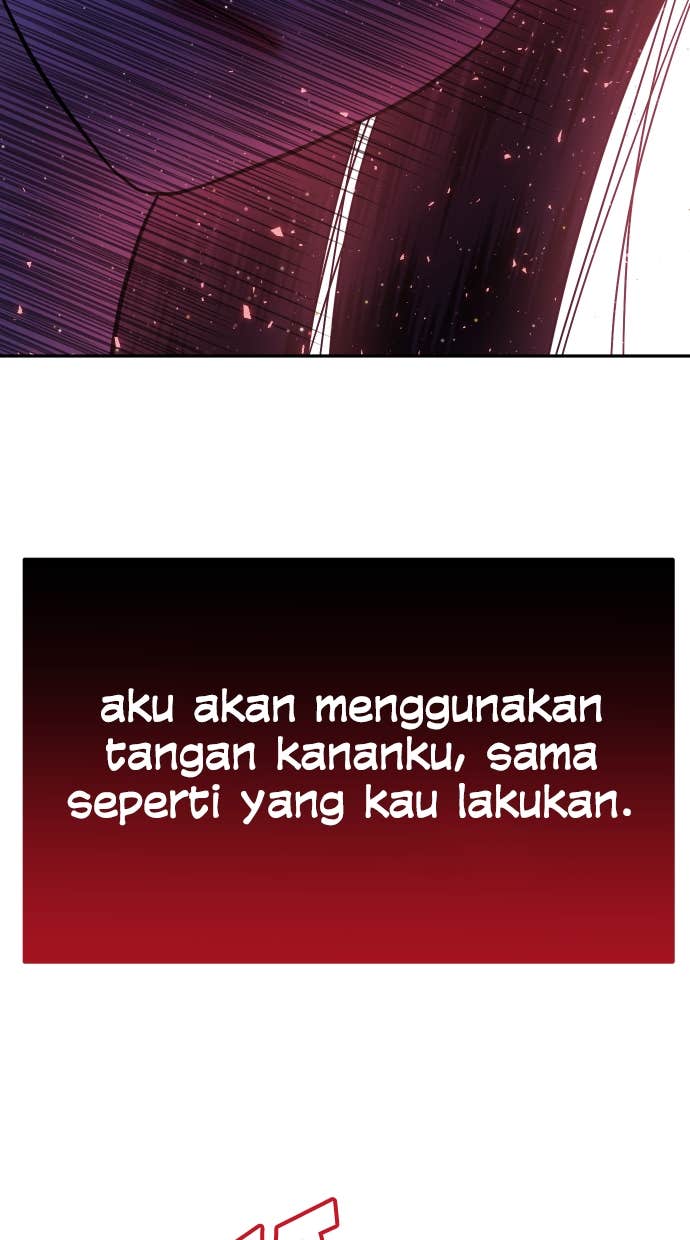 aku akan menggunakan
tangan kananku, sama
seperti yang kau lakukan.